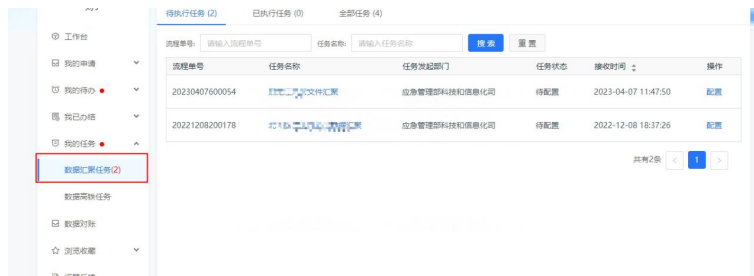 待执行任务 (2) 已执行任务 (0) 全部任务 (4)
工作台
流程单号: 请输入流程单号 任务名称: 请输入任务名称 搜索 重置
我的申请
流程单号 任务名称 任务发起部门 任务状态 接收时间 操作
我的待办
20230407600054 文件汇聚 应急管理部科技和信息化司 待配置 2023-04-07 11:47:50 配置
我已办结
20221208200178 应急管理部科技和信息化司 待配置 2022-12-08 18:37:26 配置
我的任务
共有2条 < 1 >
数据汇聚任务(2)
数据高铁任务
数据对账
浏览收藏